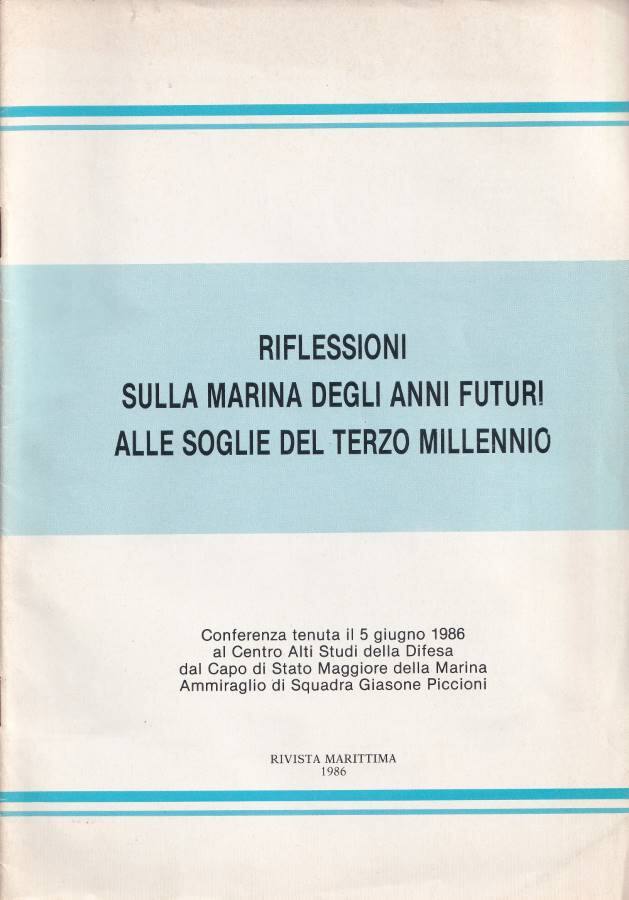 RIFLESSIONI
SULLA MARINA DEGLI ANNI FUTURI
ALLE SOGLIE DEL TERZO MILLENNIO
Conferenza tenuta il 5 giugno 1986
al Centro Alti Studi della Difesa
dal Capo di Stato Maggiore della Marina
Ammiraglio di Squadra Giasone Piccioni
RIVISTA MARITTIMA
1986